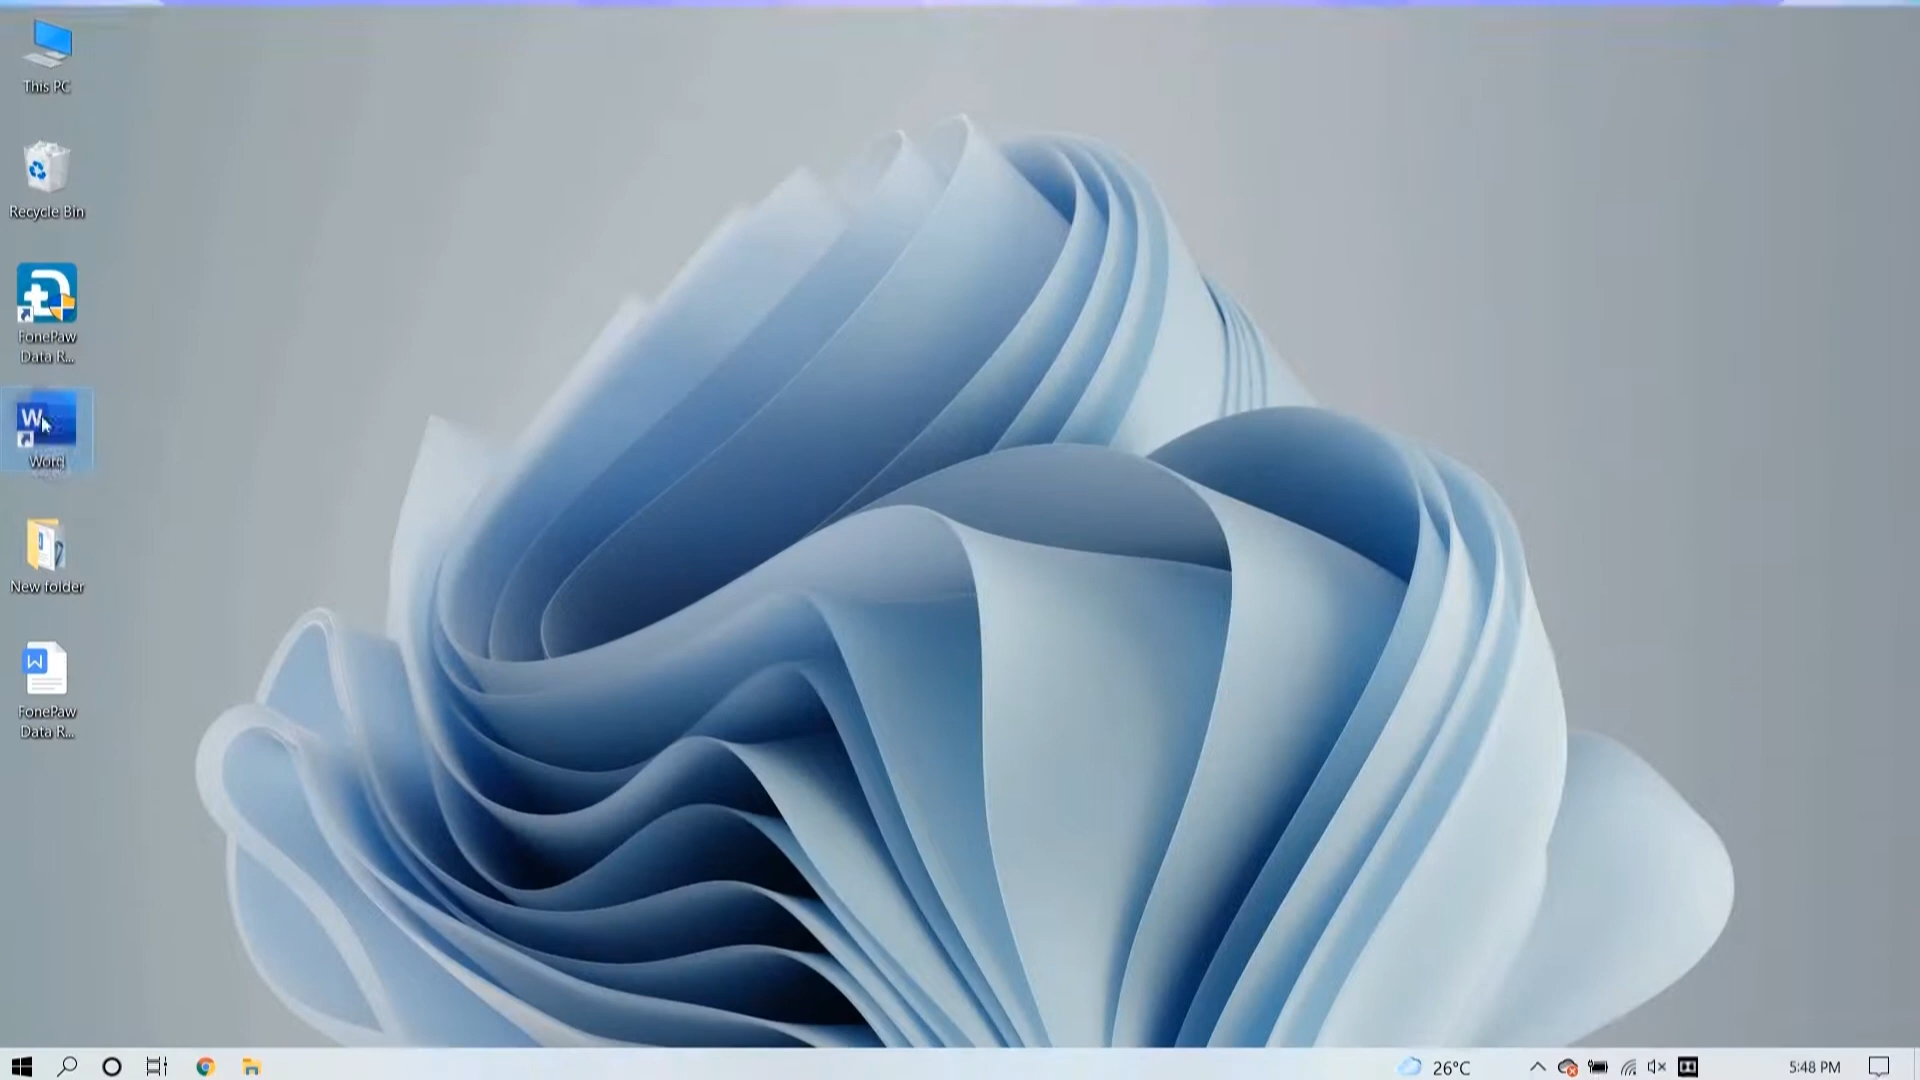 This PC
Recycle Bin
FonePaw
Data R...
W
Word
New folder
W
FonePaw
Data R...
26°C
5:48 PM